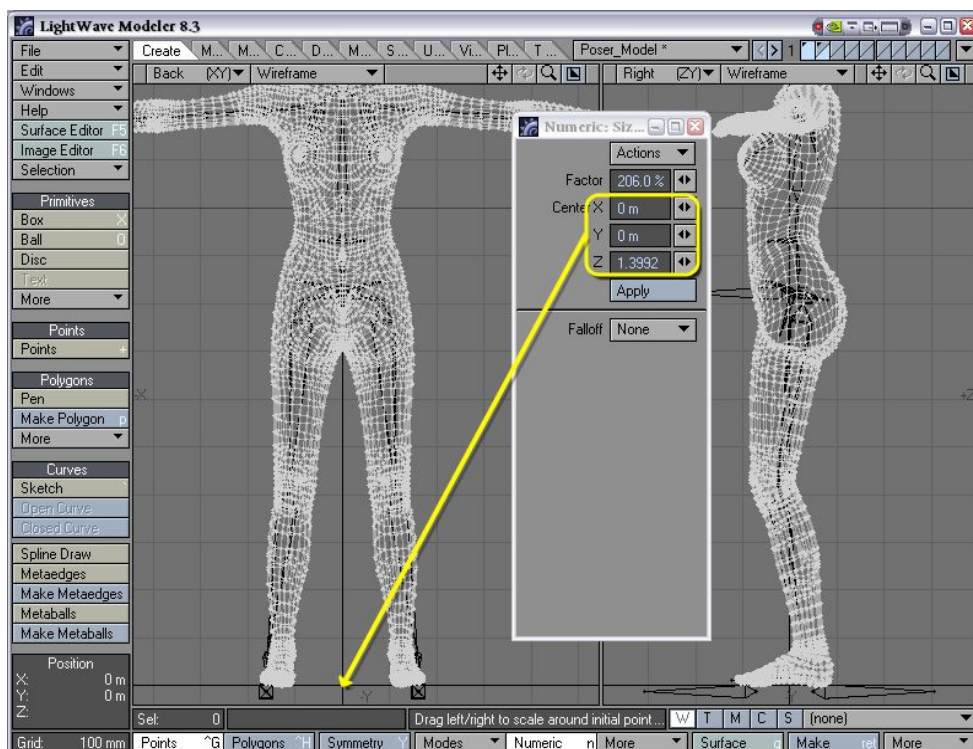 LightWave Modeler 8.3
File
Edit
Windows
Help
Surface Editor F5
Image Editor F6
Selection
Primitives
Box X
Ball O
Disc
Text
More
Points
Points +
Polygons
Pen
Make Polygon p
More
Curves
Sketch `
Open Curve
Closed Curve
Spline Draw
Metaedges
Make Metaedges
Metaballs
Make Metaballs
Position
X: 0 m
Y: 0 m
Z:
Grid: 100 mm
Create M... M... C... D... M... S... U... Vi... Pl... T... Poser_Model * 1
Back (XY) Wireframe
Right (ZY) Wireframe
Numeric: Siz...
Actions
Factor 206.0 %
Center X 0 m
Y 0 m
Z 1.3992
Apply
Falloff None
-X
-Y
+Z
Sel: 0 Drag left/right to scale around initial point... W T M C S (none)
Points ^G Polygons ^H Symmetry Y Modes Numeric n More Surface q Make ret More